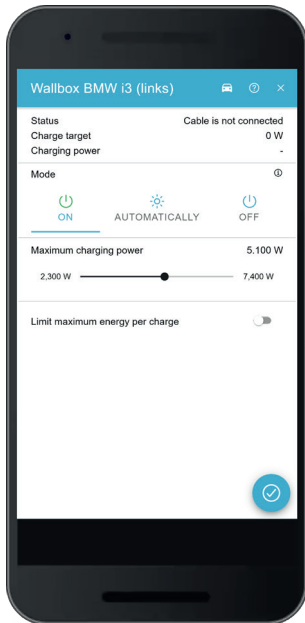 Wallbox BMW i3 (links)
Status Cable is not connected
Charge target 0 W
Charging power -
Mode
ON AUTOMATICALLY OFF
Maximum charging power 5.100 W
2,300 W 7,400 W
Limit maximum energy per charge